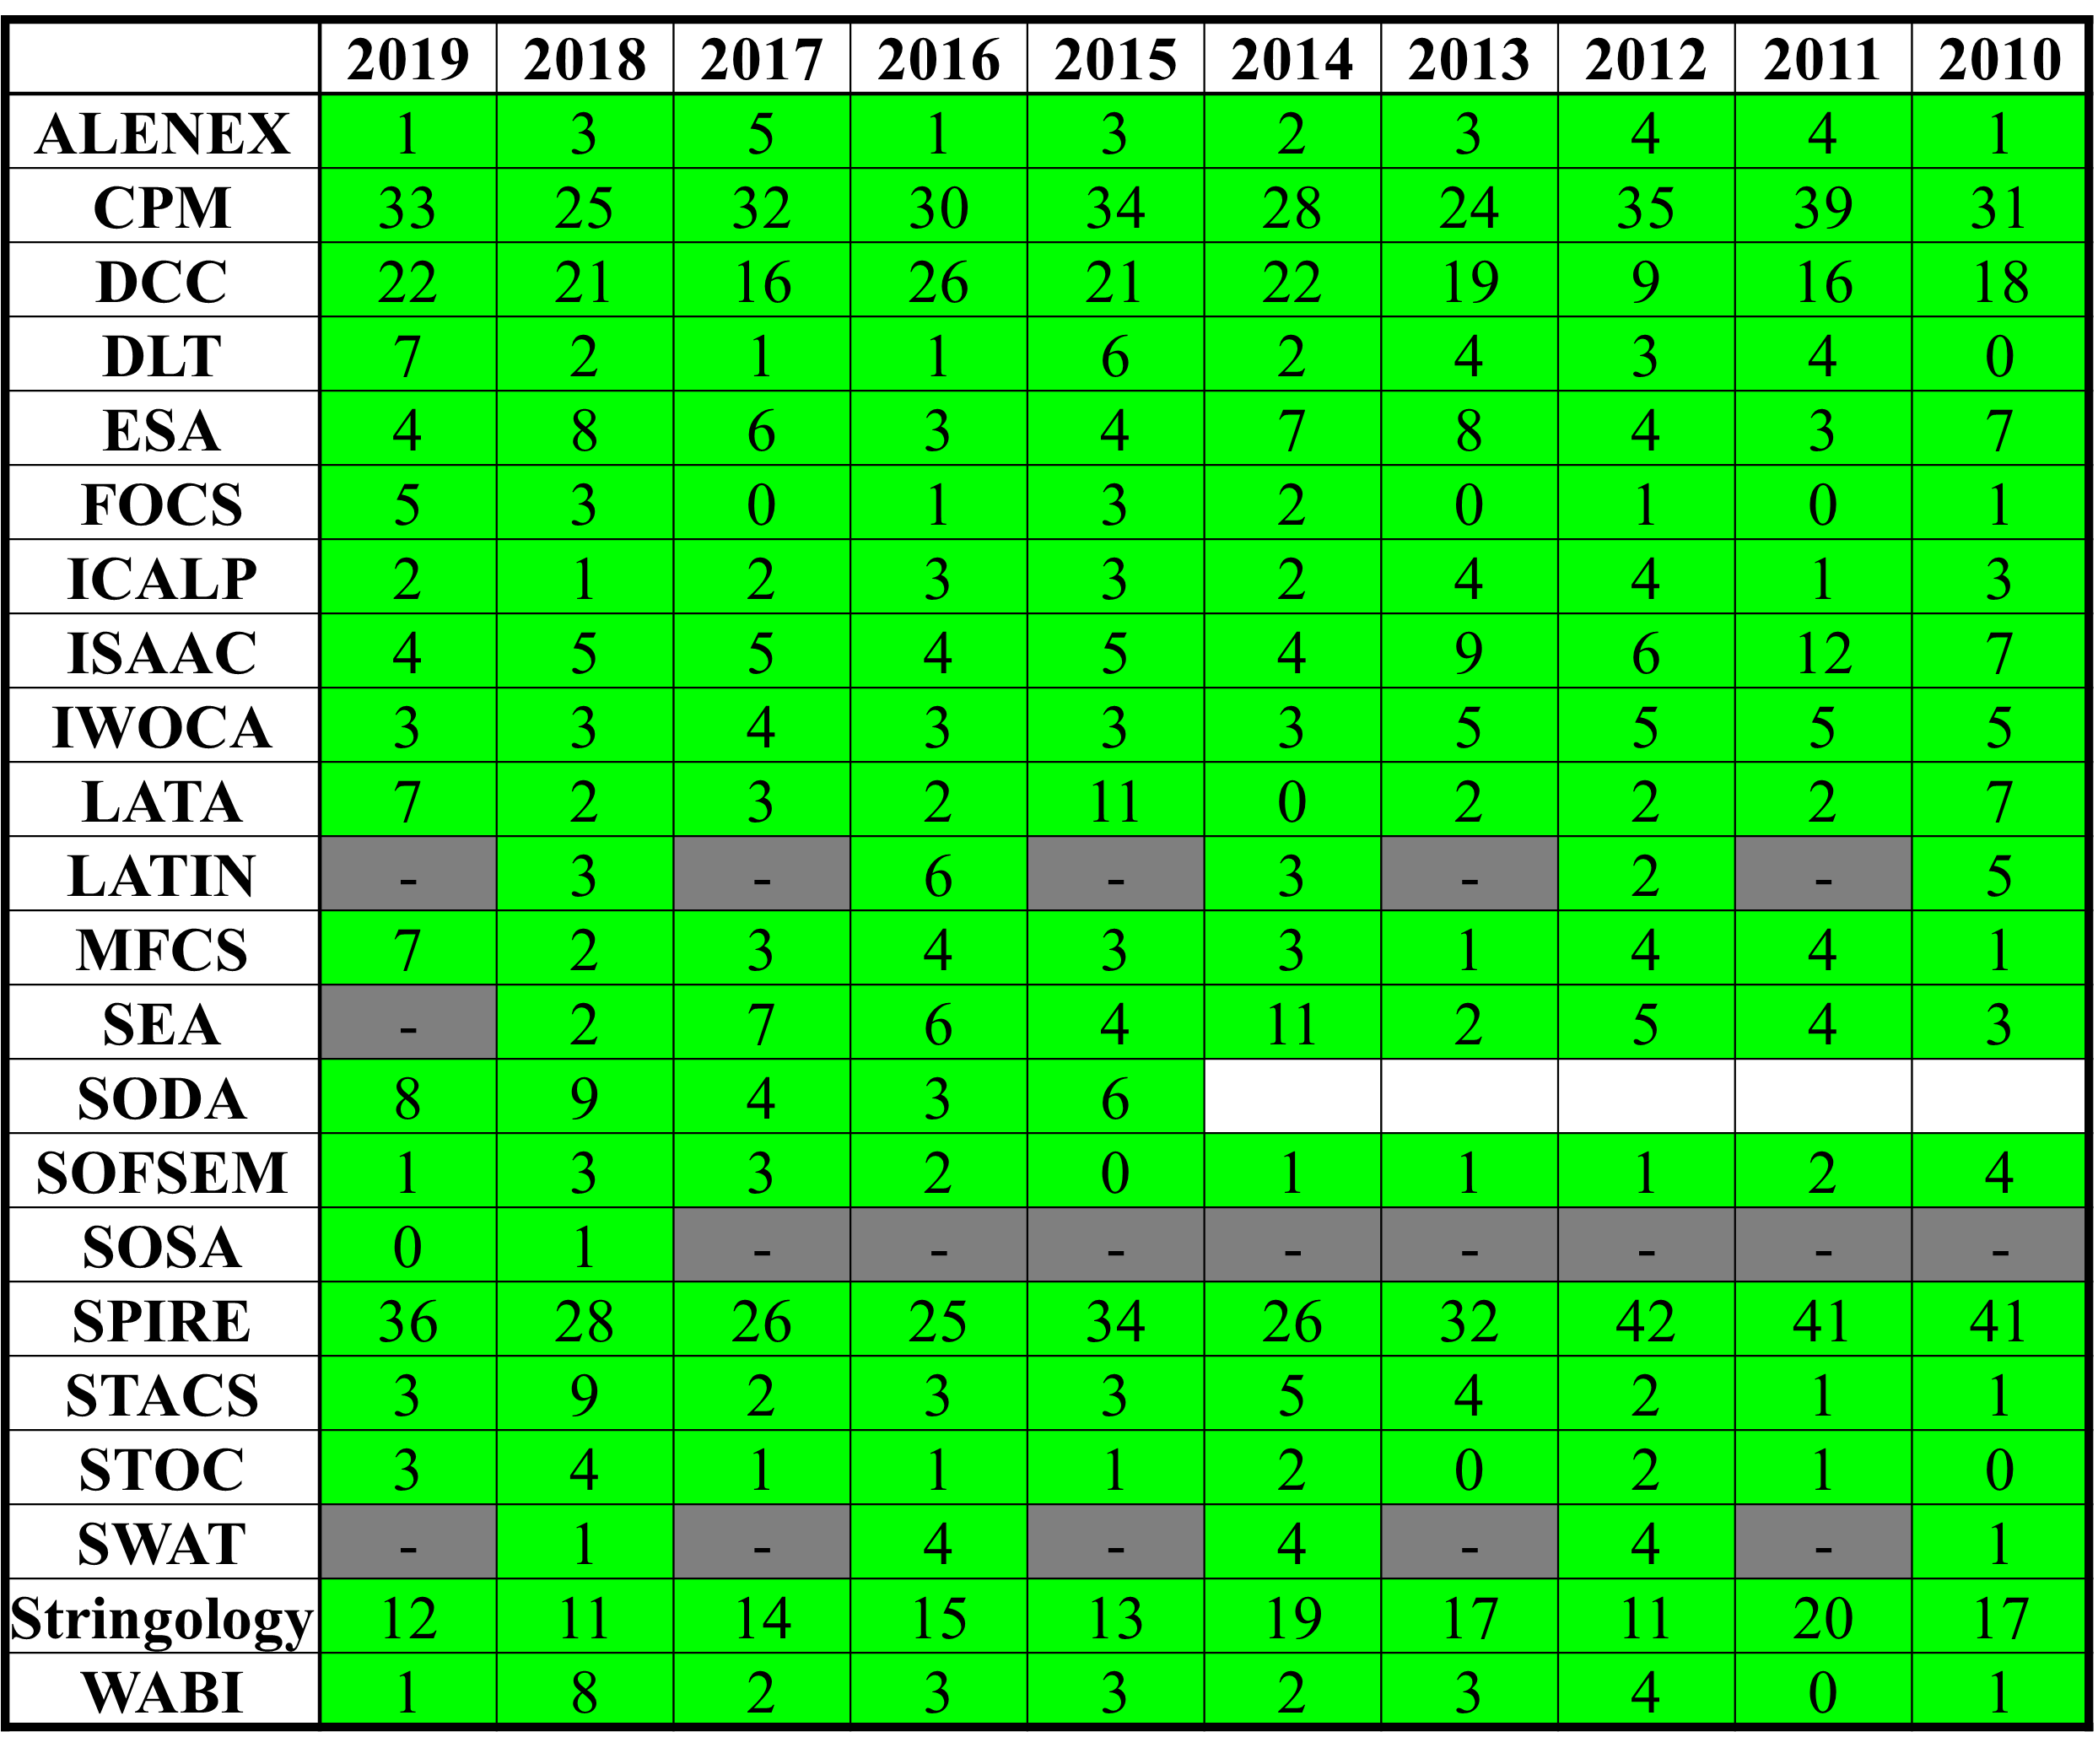 2019 2018 2017 2016 2015 2014 2013 2012 2011 2010
ALENEX 1 3 5 1 3 2 3 4 4 1
CPM 33 25 32 30 34 28 24 35 39 31
DCC 22 21 16 26 21 22 19 9 16 18
DLT 7 2 1 1 6 2 4 3 4 0
ESA 4 8 6 3 4 7 8 4 3 7
FOCS 5 3 0 1 3 2 0 1 0 1
ICALP 2 1 2 3 3 2 4 4 1 3
ISAAC 4 5 5 4 5 4 9 6 12 7
IWOCA 3 3 4 3 3 3 5 5 5 5
LATA 7 2 3 2 11 0 2 2 2 7
LATIN - 3 - 6 - 3 - 2 - 5
MFCS 7 2 3 4 3 3 1 4 4 1
SEA - 2 7 6 4 11 2 5 4 3
SODA 8 9 4 3 6
SOFSEM 1 3 3 2 0 1 1 1 2 4
SOSA 0 1 - - - - - - - -
SPIRE 36 28 26 25 34 26 32 42 41 41
STACS 3 9 2 3 3 5 4 2 1 1
STOC 3 4 1 1 1 2 0 2 1 0
SWAT - 1 - 4 - 4 - 4 - 1
Stringology 12 11 14 15 13 19 17 11 20 17
WABI 1 8 2 3 3 2 3 4 0 1